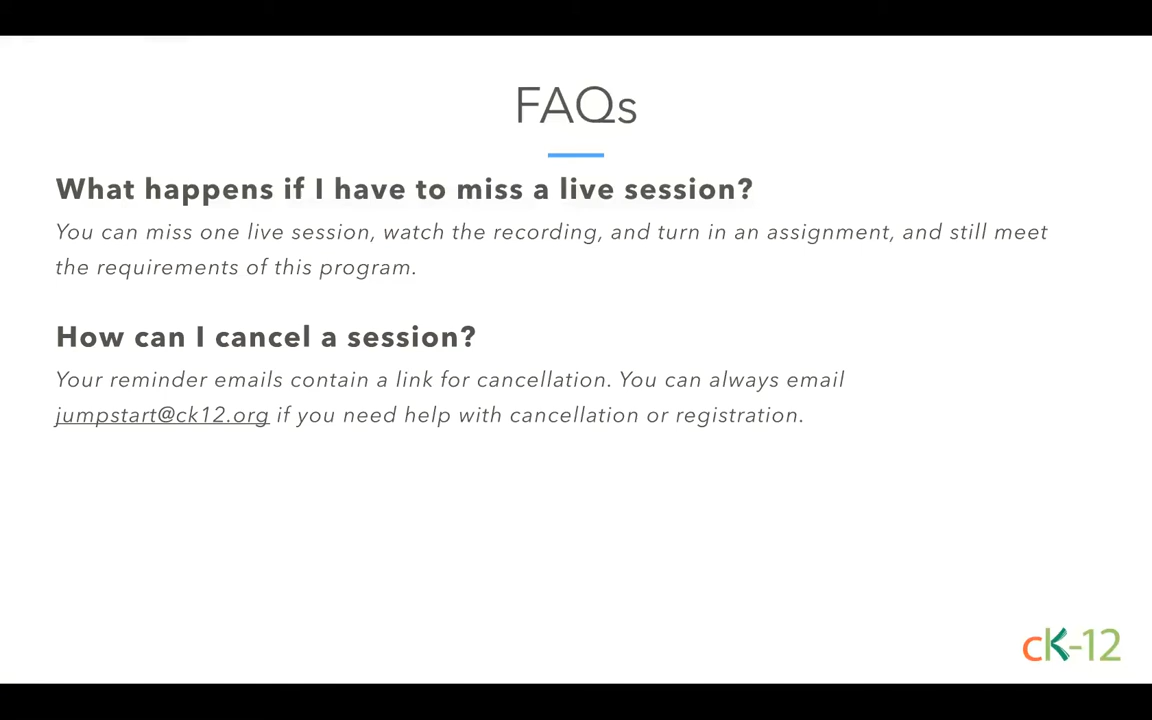 FAQs
What happens if I have to miss a live session?
You can miss one live session, watch the recording, and turn in an assignment, and still meet
the requirements of this program.
How can I cancel a session?
Your reminder emails contain a link for cancellation. You can always email
jumpstart@ck12.org if you need help with cancellation or registration.
cK-12